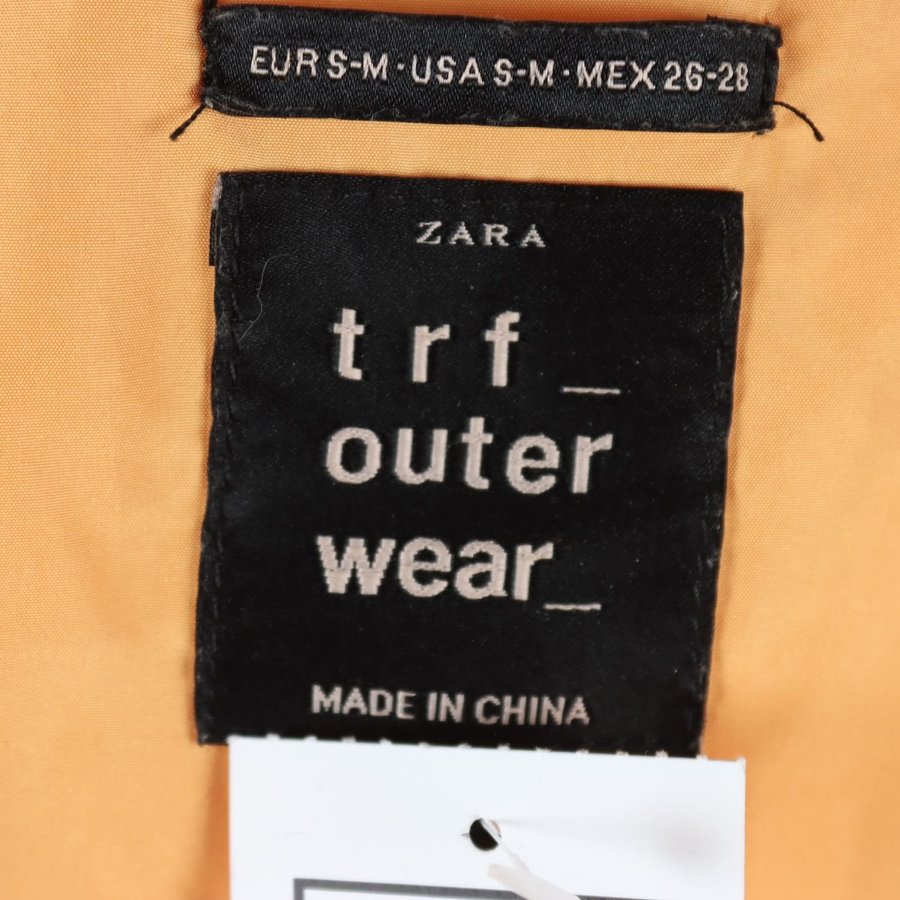 EUR S-M · USA S-M · MEX 26-28
ZARA
trf_
outer
wear_
MADE IN CHINA